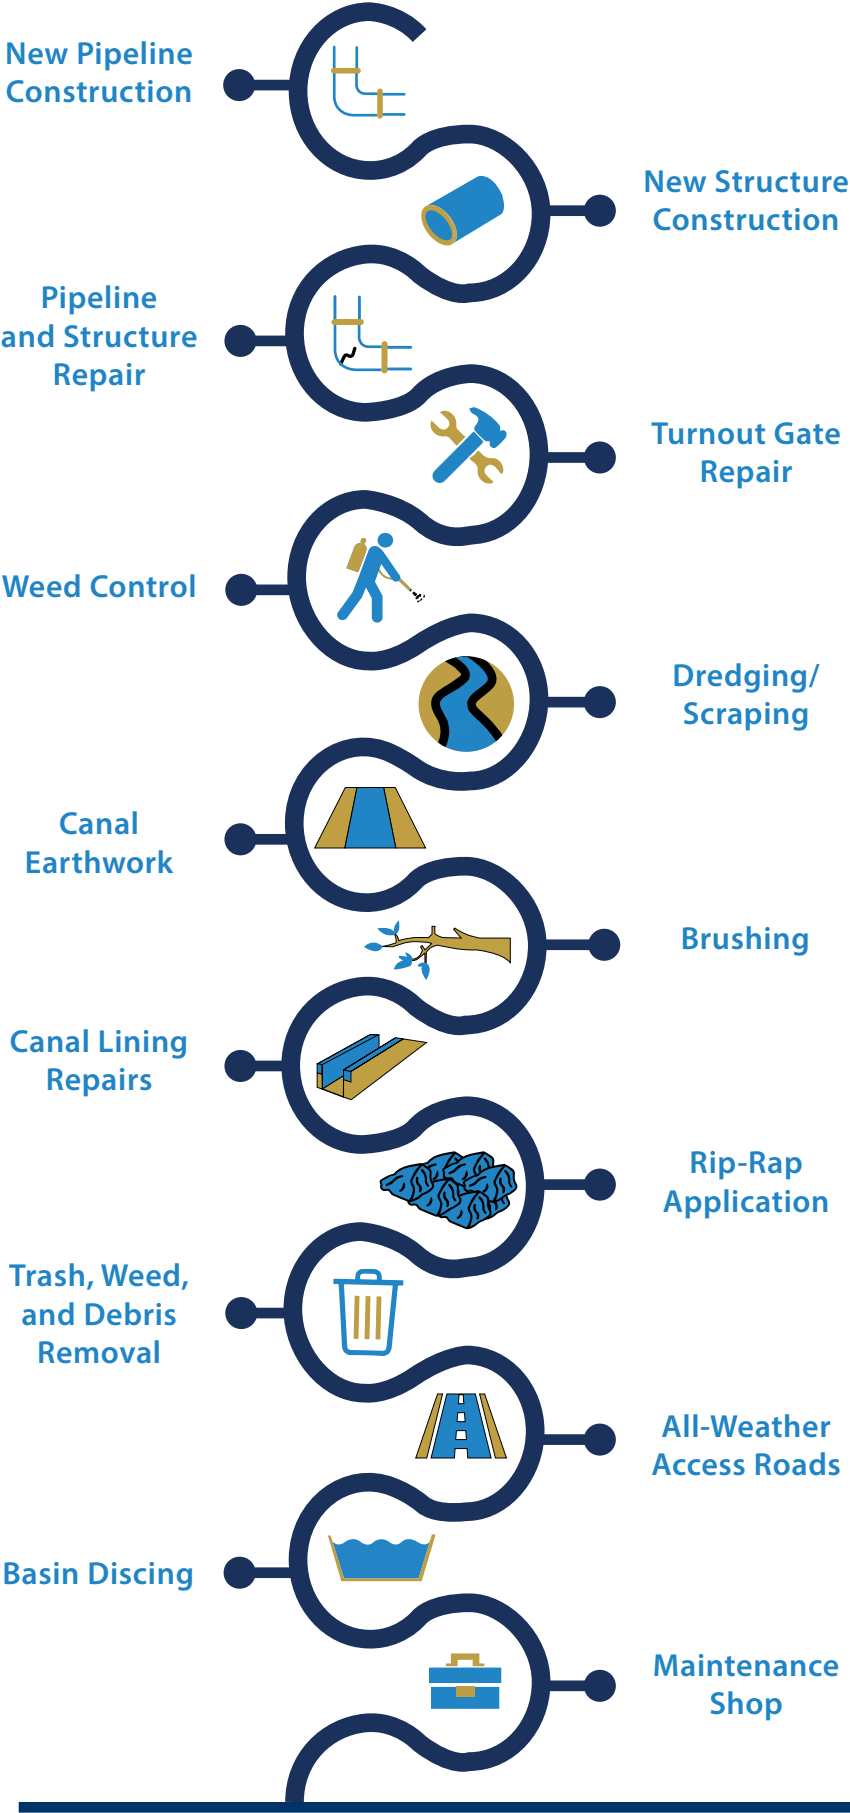 New Pipeline
Construction
New Structure
Construction
Pipeline
and Structure
Repair
Turnout Gate
Repair
Weed Control
Dredging/
Scraping
Canal
Earthwork
Brushing
Canal Lining
Repairs
Rip-Rap
Application
Trash, Weed,
and Debris
Removal
All-Weather
Access Roads
Basin Discing
Maintenance
Shop